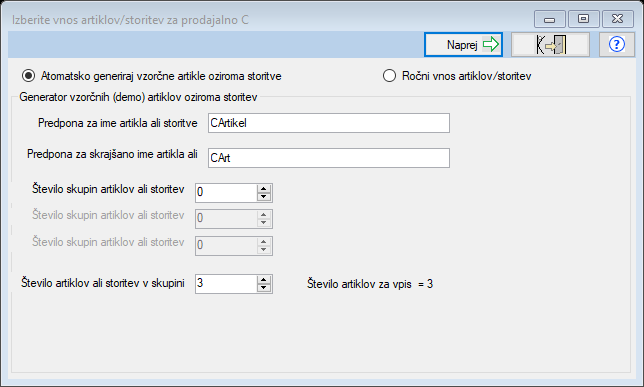 Izberite vnos artiklov/storitev za prodajalno C
Naprej
Atomatsko generiraj vzorčne artikle oziroma storitve
Ročni vnos artiklov/storitev
Generator vzorčnih (demo) artiklov oziroma storitev
Predpona za ime artikla ali storitve
CArtikel
Predpona za skrajšano ime artikla ali
CArt
Število skupin artiklov ali storitev
0
Število skupin artiklov ali storitev
0
Število skupin artiklov ali storitev
0
Število artiklov ali storitev v skupini
3
Število artiklov za vpis = 3